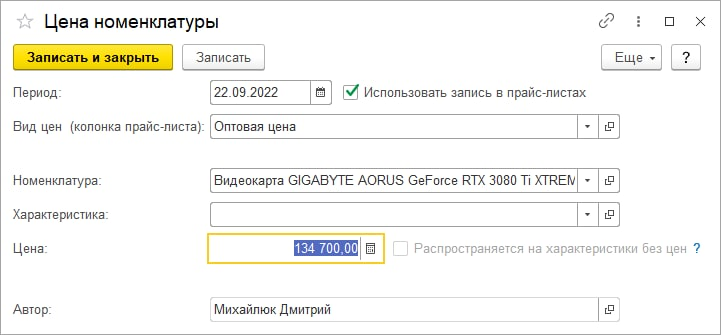 Цена номенклатуры
Записать и закрыть Записать Еще ?
Период: 22.09.2022 Использовать запись в прайс-листах
Вид цен (колонка прайс-листа): Оптовая цена
Номенклатура: Видеокарта GIGABYTE AORUS GeForce RTX 3080 Ti XTREM
Характеристика:
Цена: 134 700,00 Распространяется на характеристики без цен ?
Автор: Михайлюк Дмитрий